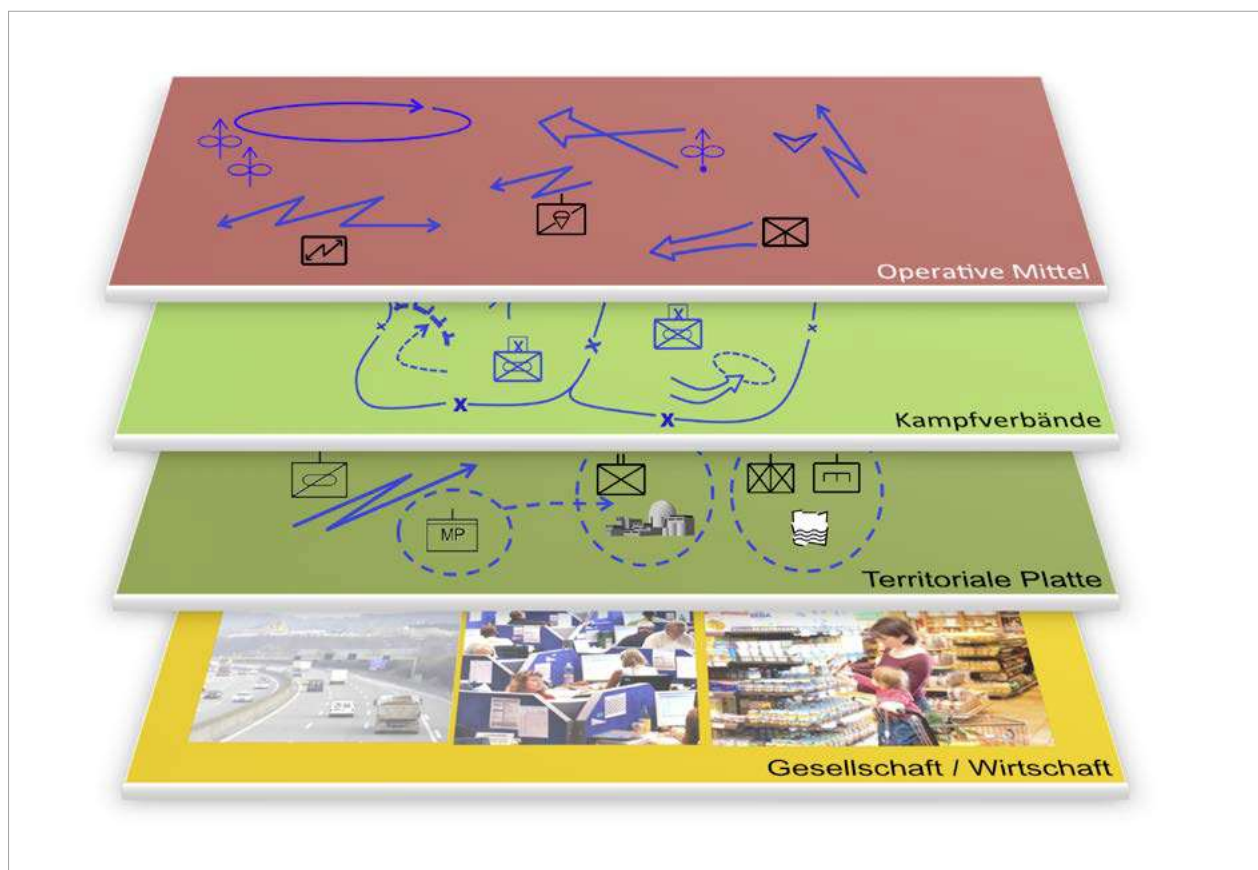 Operative Mittel
x
X
x
X
x
X
X
Kampfverbände
MP
Territoriale Platte
Gesellschaft / Wirtschaft